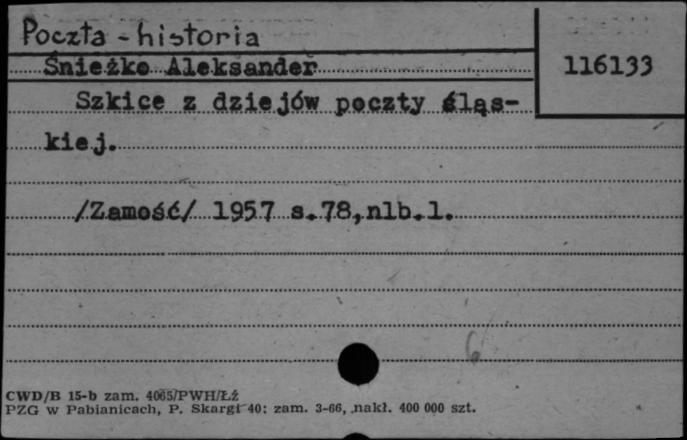 Poczta - historia
Śnieżko Aleksander
116133
Szkice z dziejów poczty śląs-
kiej.
/Zamość/ 1957 s.78,nlb.1.
6
CWD/B 15-b zam. 4065/PWH/Łź
PZG w Pabianicach, P. Skargi 40; zam. 3-66, nakł. 400 000 szt.